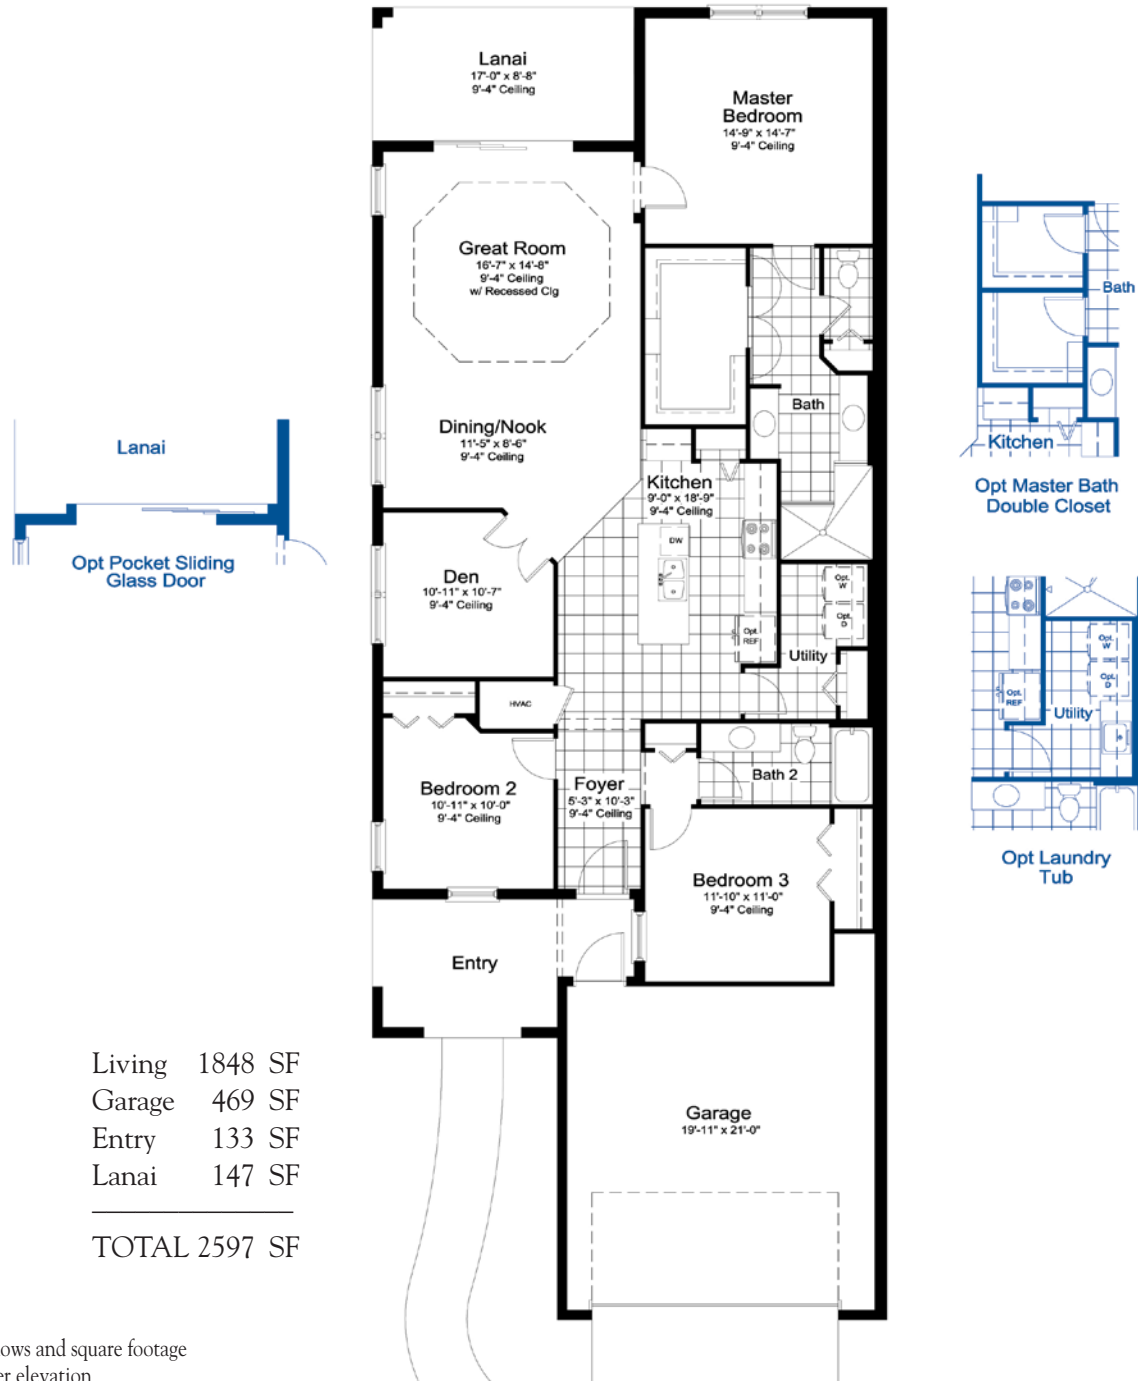 Lanai
17'-0" x 8'-8"
9'-4" Ceiling
Master
Bedroom
14'-9" x 14'-7"
9'-4" Ceiling
Great Room
16'-7" x 14'-8"
9'-4" Ceiling
w/ Recessed Clg
Dining/Nook
11'-5" x 8'-6"
9'-4" Ceiling
Bath
Kitchen
9'-0" x 18'-9"
9'-4" Ceiling
DW
Den
10'-11" x 10'-7"
9'-4" Ceiling
Opt.
W
Opt.
D
Opt.
REF
Utility
HVAC
Bedroom 2
10'-11" x 10'-0"
9'-4" Ceiling
Foyer
5'-3" x 10'-3"
9'-4" Ceiling
Bath 2
Bedroom 3
11'-10" x 11'-0"
9'-4" Ceiling
Entry
Garage
19'-11" x 21'-0"
Lanai
Opt Pocket Sliding
Glass Door
Bath
Kitchen
Opt Master Bath
Double Closet
Opt.
W
Opt.
D
Opt.
REF
Utility
Opt Laundry
Tub
Living 1848 SF
Garage 469 SF
Entry 133 SF
Lanai 147 SF
TOTAL 2597 SF
ows and square footage
er elevation